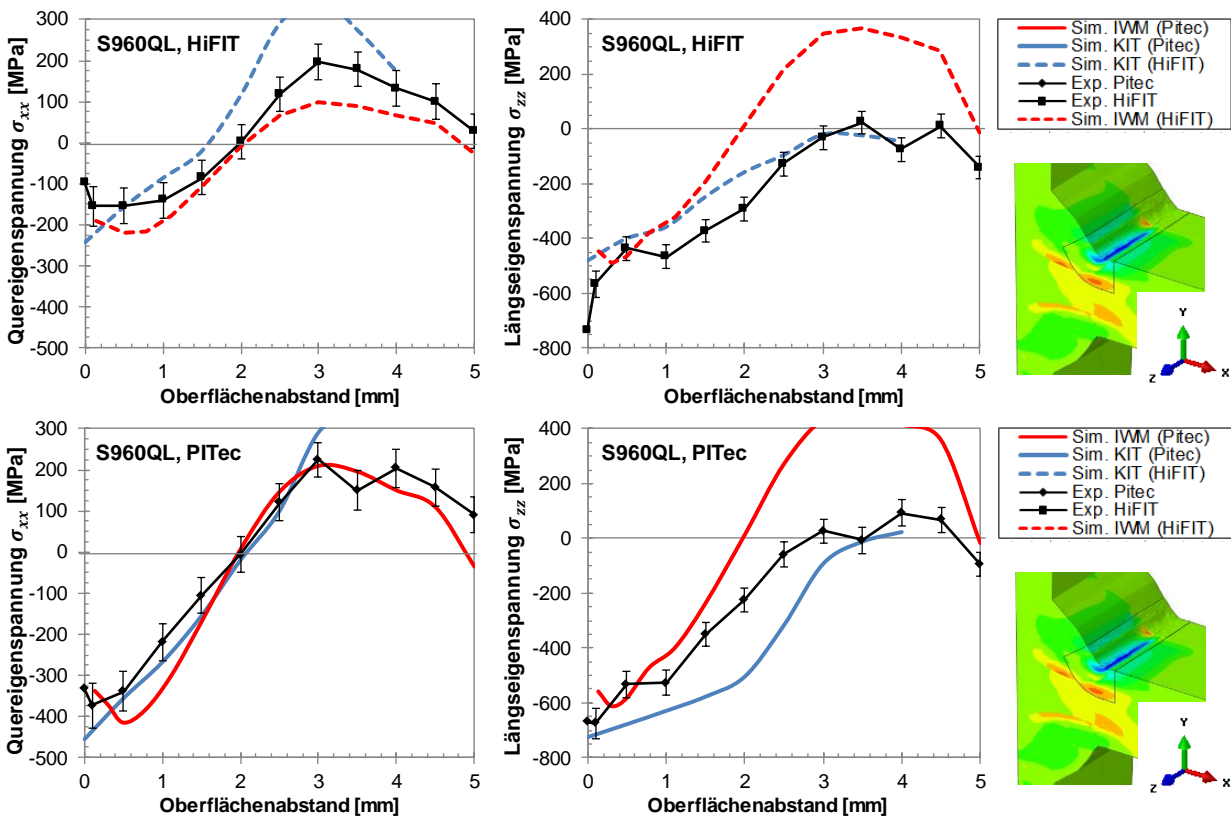 S960QL, HiFIT
Quereigenspannung σxx [MPa]
300
200
100
0
-100
-200
-300
-400
-500
0 1 2 3 4 5
Oberflächenabstand [mm]
S960QL, HiFIT
Längseigenspannung σzz [MPa]
400
200
0
-200
-400
-600
-800
0 1 2 3 4 5
Oberflächenabstand [mm]
Sim. IWM (Pitec)
Sim. KIT (Pitec)
Sim. KIT (HiFIT)
Exp. Pitec
Exp. HiFIT
Sim. IWM (HiFIT)
Y
Z
X
S960QL, PITec
Quereigenspannung σxx [MPa]
300
200
100
0
-100
-200
-300
-400
-500
0 1 2 3 4 5
Oberflächenabstand [mm]
S960QL, PITec
Längseigenspannung σzz [MPa]
400
200
0
-200
-400
-600
-800
0 1 2 3 4 5
Oberflächenabstand [mm]
Sim. IWM (Pitec)
Sim. KIT (Pitec)
Sim. KIT (HiFIT)
Exp. Pitec
Exp. HiFIT
Sim. IWM (HiFIT)
Y
Z
X